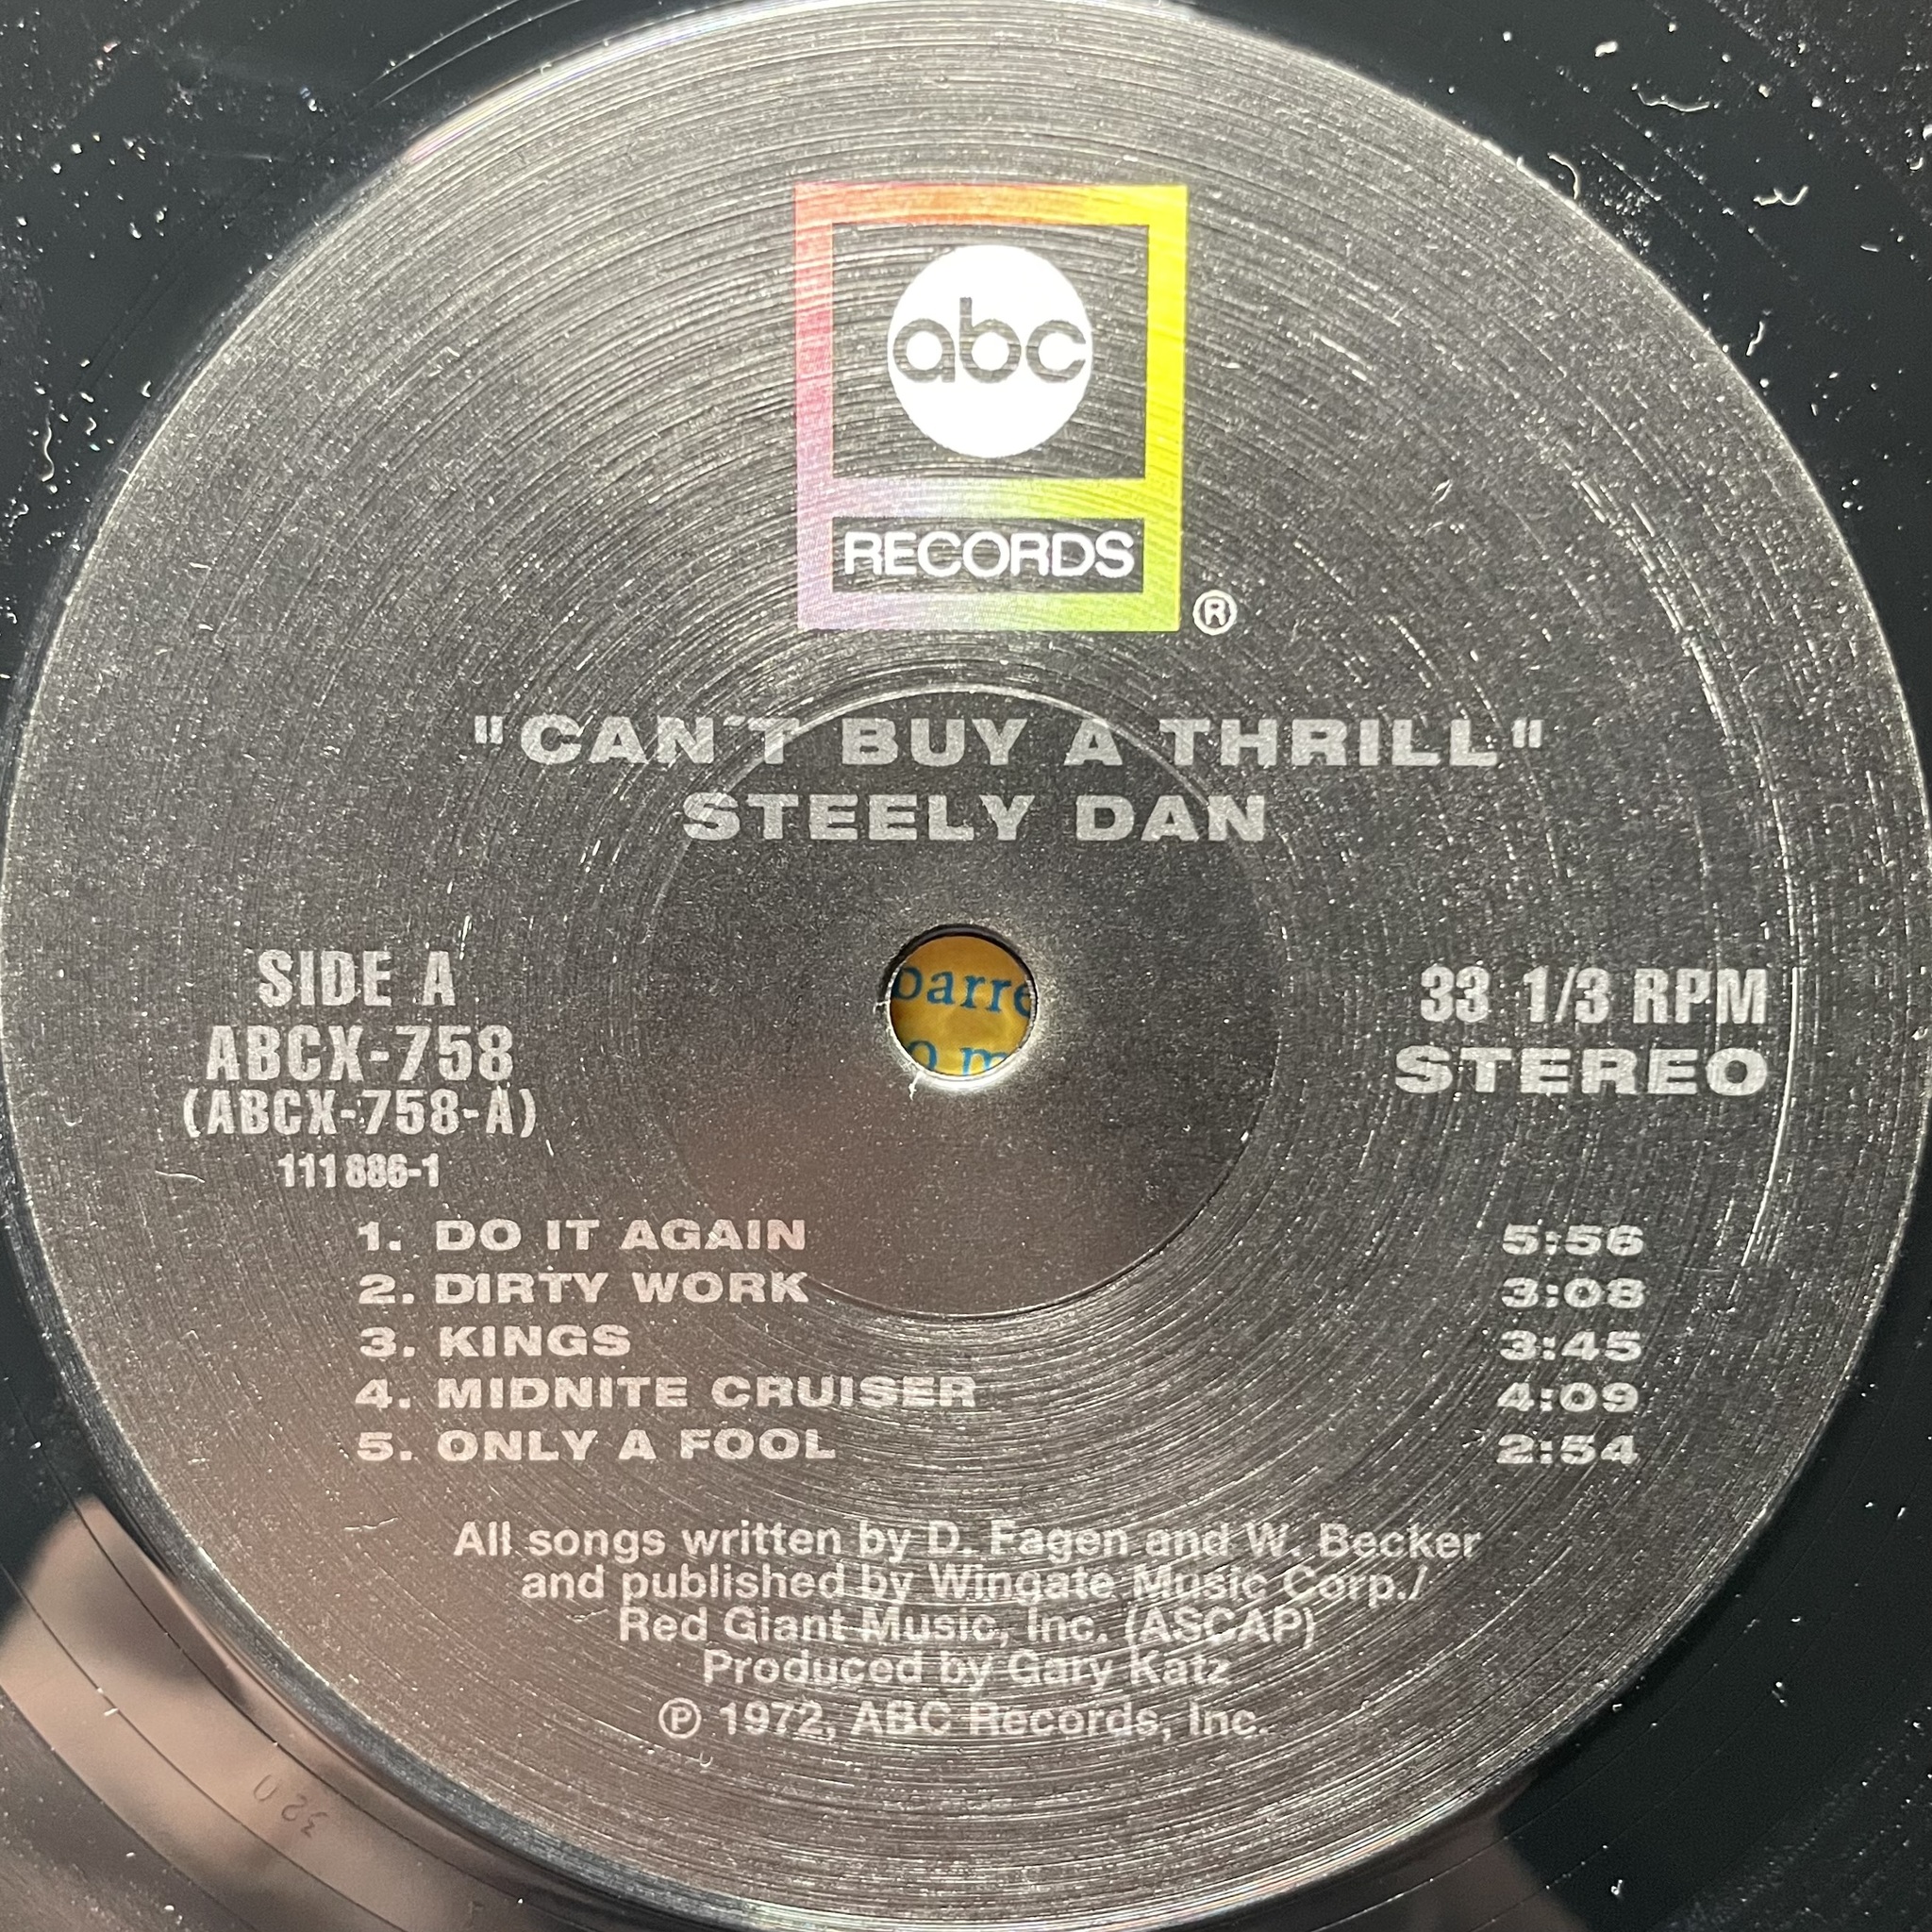 abc
RECORDS
®
"CAN'T BUY A THRILL"
STEELY DAN
SIDE A
ABCX-758
(ABCX-758-A)
111 886-1
33 1/3 RPM
STEREO
barre
o m
1. DO IT AGAIN 5:56
2. DIRTY WORK 3:08
3. KINGS 3:45
4. MIDNITE CRUISER 4:09
5. ONLY A FOOL 2:54
All songs written by D. Fagen and W. Becker
and published by Wingate Music Corp./
Red Giant Music, Inc. (ASCAP)
Produced by Gary Katz
℗ 1972, ABC Records, Inc.